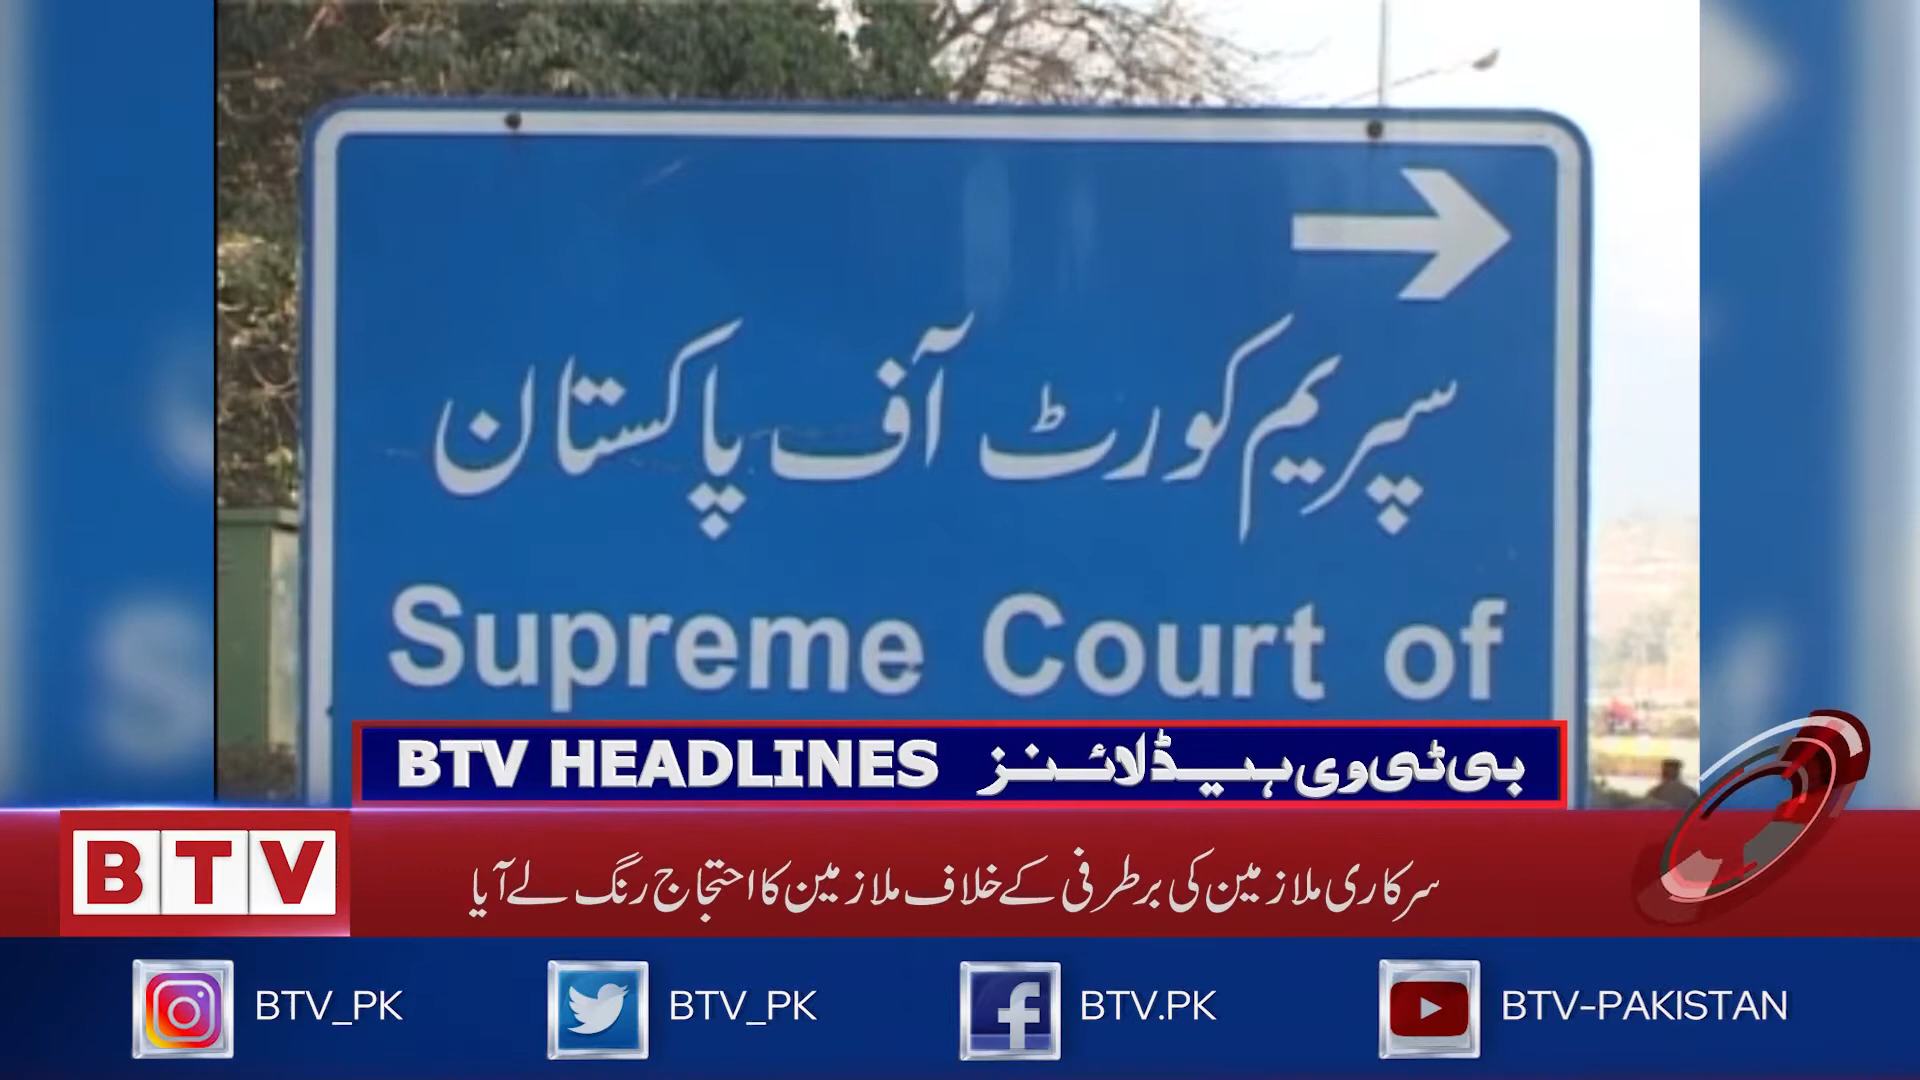 سپریم کورٹ آف پاکستان
Supreme Court of
BTV HEADLINES بی ٹی وی ہیڈلائنز
BTV
سرکاری ملازمین کی برطرفی کے خلاف ملازمین کا احتجاج رنگ لے آیا
BTV_PK
BTV_PK
BTV.PK
BTV-PAKISTAN